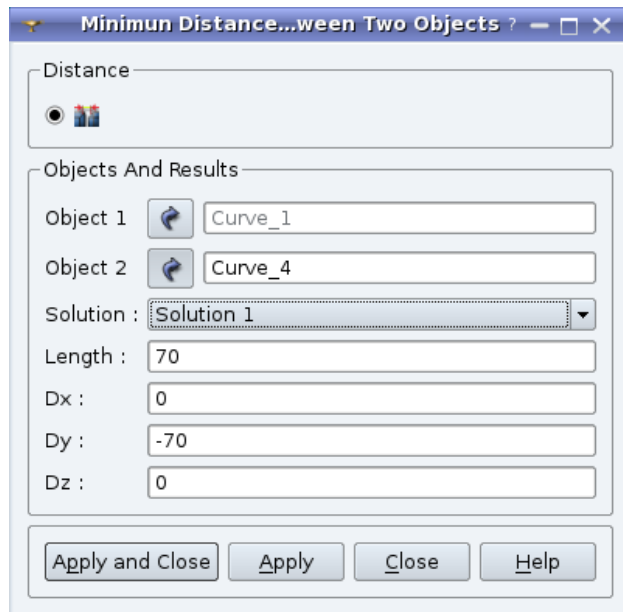 Minimun Distance...ween Two Objects ?
Distance
Objects And Results
Object 1 Curve_1
Object 2 Curve_4
Solution : Solution 1
Length : 70
Dx : 0
Dy : -70
Dz : 0
Apply and Close Apply Close Help